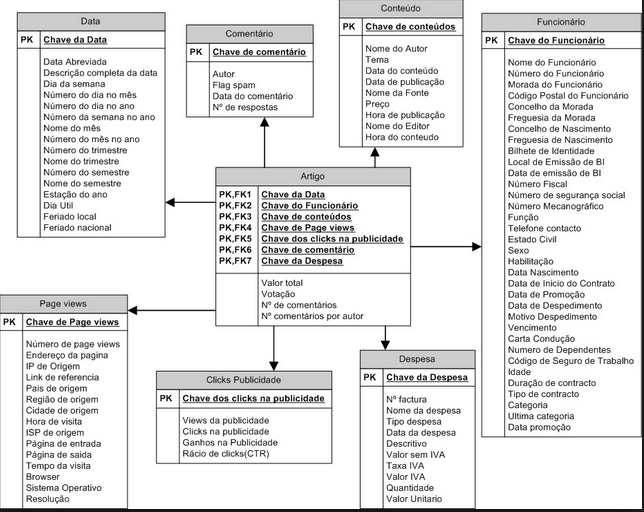 Data
PK Chave da Data
Data Abreviada
Descrição completa da data
Dia da semana
Número do dia no mês
Número do dia no ano
Número da semana no ano
Nome do mês
Número do mês no ano
Número do trimestre
Nome do trimestre
Número do semestre
Nome do semestre
Estação do ano
Dia Util
Feriado local
Feriado nacional
Comentário
PK Chave de comentário
Autor
Flag spam
Data do comentário
Nº de respostas
Conteúdo
PK Chave de conteúdos
Nome do Autor
Tema
Data do conteúdo
Data de publicação
Nome da Fonte
Preço
Hora de publicação
Nome do Editor
Hora do conteudo
Funcionário
PK Chave do Funcionário
Nome do Funcionário
Número do Funcionário
Morada do Funcionário
Código Postal do Funcionário
Concelho da Morada
Freguesia da Morada
Concelho de Nascimento
Freguesia de Nascimento
Bilhete de Identidade
Local de Emissão de BI
Data de emissão de BI
Número Fiscal
Número de segurança social
Número Mecanográfico
Função
Telefone contacto
Estado Civil
Sexo
Habilitação
Data Nascimento
Data de Inicio do Contrato
Data de Promoção
Data de Despedimento
Motivo Despedimento
Vencimento
Carta Condução
Numero de Dependentes
Código de Seguro de Trabalho
Idade
Duração de contracto
Tipo de contracto
Categoria
Ultima categoria
Data promoção
Artigo
PK,FK1 Chave da Data
PK,FK2 Chave do Funcionário
PK,FK3 Chave de conteúdos
PK,FK4 Chave de Page views
PK,FK5 Chave dos clicks na publicidade
PK,FK6 Chave de comentário
PK,FK7 Chave da Despesa
Valor total
Votação
Nº de comentários
Nº comentários por autor
Page views
PK Chave de Page views
Número de page views
Endereço da pagina
IP de Origem
Link de referencia
Pais de origem
Região de origem
Cidade de origem
Hora de visita
ISP de origem
Página de entrada
Página de saida
Tempo da visita
Browser
Sistema Operativo
Resolução
Clicks Publicidade
PK Chave dos clicks na publicidade
Views da publicidade
Clicks na publicidade
Ganhos na Publicidade
Rácio de clicks(CTR)
Despesa
PK Chave da Despesa
Nº factura
Nome da despesa
Tipo despesa
Data da despesa
Descritivo
Valor sem IVA
Taxa IVA
Valor IVA
Quantidade
Valor Unitario